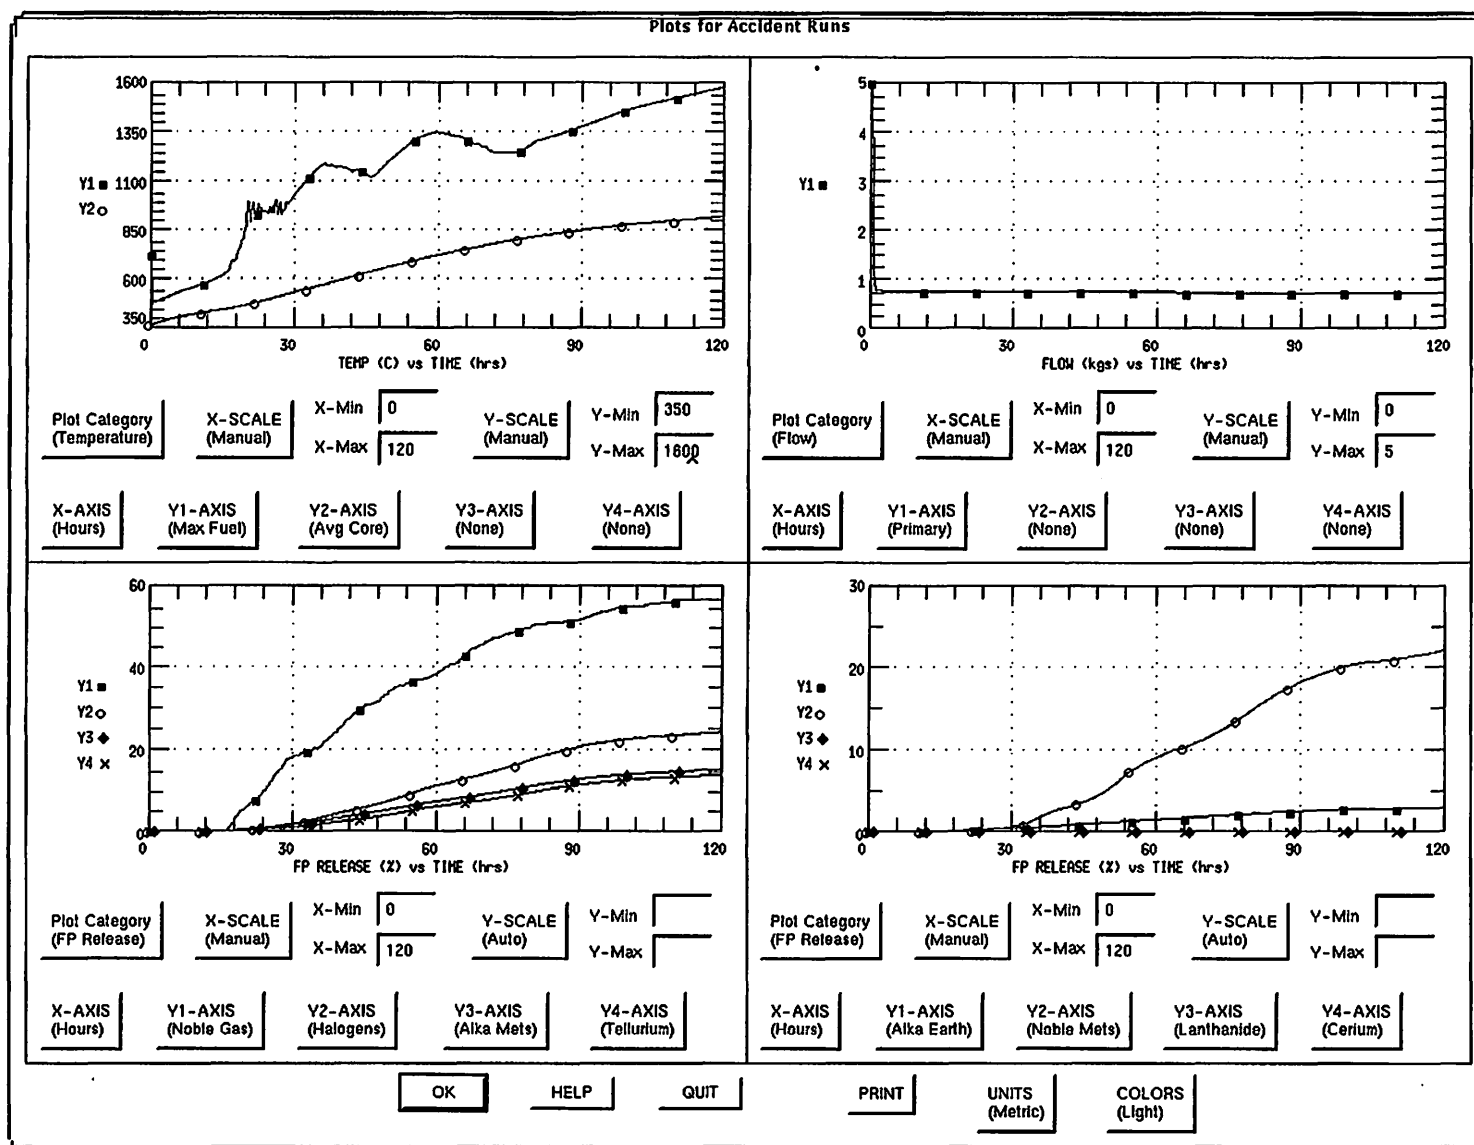 Plots for Accident Runs
1600
1350
1100
850
600
350
Y1
Y2
0 30 60 90 120
TEMP (C) vs TIME (hrs)
Plot Category
(Temperature)
X-SCALE
(Manual)
X-Min 0
X-Max 120
Y-SCALE
(Manual)
Y-Min 350
Y-Max 1600
X-AXIS
(Hours)
Y1-AXIS
(Max Fuel)
Y2-AXIS
(Avg Core)
Y3-AXIS
(None)
Y4-AXIS
(None)
5
4
3
2
1
0
Y1
0 30 60 90 120
FLOW (kgs) vs TIME (hrs)
Plot Category
(Flow)
X-SCALE
(Manual)
X-Min 0
X-Max 120
Y-SCALE
(Manual)
Y-Min 0
Y-Max 5
X-AXIS
(Hours)
Y1-AXIS
(Primary)
Y2-AXIS
(None)
Y3-AXIS
(None)
Y4-AXIS
(None)
60
40
20
0
Y1
Y2
Y3
Y4
0 30 60 90 120
FP RELEASE (%) vs TIME (hrs)
Plot Category
(FP Release)
X-SCALE
(Manual)
X-Min 0
X-Max 120
Y-SCALE
(Auto)
Y-Min
Y-Max
X-AXIS
(Hours)
Y1-AXIS
(Noble Gas)
Y2-AXIS
(Halogens)
Y3-AXIS
(Alka Mets)
Y4-AXIS
(Tellurium)
30
20
10
0
Y1
Y2
Y3
Y4
0 30 60 90 120
FP RELEASE (%) vs TIME (hrs)
Plot Category
(FP Release)
X-SCALE
(Manual)
X-Min 0
X-Max 120
Y-SCALE
(Auto)
Y-Min
Y-Max
X-AXIS
(Hours)
Y1-AXIS
(Alka Earth)
Y2-AXIS
(Noble Mets)
Y3-AXIS
(Lanthanide)
Y4-AXIS
(Cerium)
OK
HELP
QUIT
PRINT
UNITS
(Metric)
COLORS
(Light)